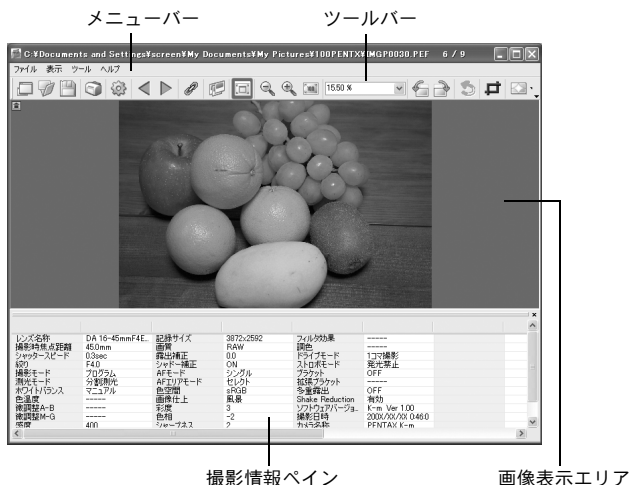 メニューバー ツールバー
C:¥Documents and Settings¥screen¥My Documents¥My Pictures¥100PENTX¥IMGP0030.PEF 6 / 9
ファイル 表示 ツール ヘルプ
15.50 %
レンズ名称 DA 16-45mmF4E... 記録サイズ 3872x2592 フィルタ効果 -----
撮影時焦点距離 45.0mm 画質 RAW 調色 -----
シャッタースピード 0.3sec 露出補正 0.0 ドライブモード 1コマ撮影
絞り F4.0 シャドー補正 ON ストロボモード 発光禁止
撮影モード プログラム AFモード シングル ブラケット OFF
測光モード 分割測光 AFエリアモード セレクト 拡張ブラケット -----
ホワイトバランス マニュアル 色空間 sRGB 多重露出 OFF
色温度 ----- 画像仕上 風景 Shake Reduction 有効
微調整A-B ----- 彩度 3 ソフトウェアバージョ... K-m Ver 1.00
微調整M-G ----- 色相 -2 撮影日時 200X/XX/XX 0:46:0
感度 400 シャープネス 2 カメラ名称 PENTAX K-m
撮影情報ペイン 画像表示エリア